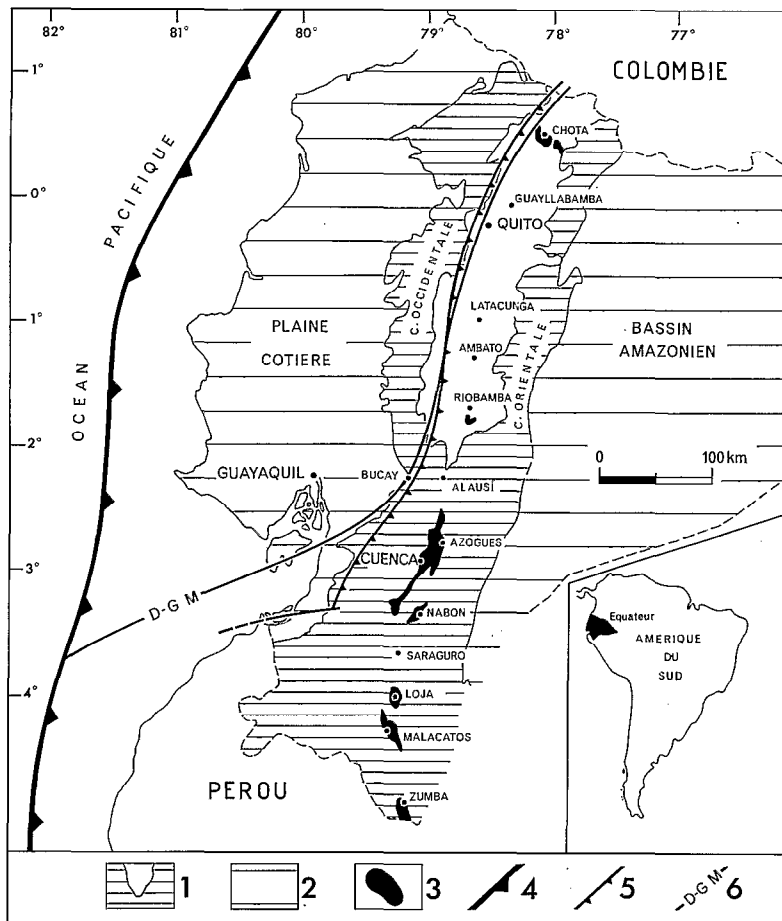 82° 81° 80° 79° 78° 77°
COLOMBIE
1°
CHOTA
PACIFIQUE
0°
GUAYLLABAMBA
QUITO
C. OCCIDENTALE
LATACUNGA
1°
PLAINE
COTIERE
AMBATO
C. ORIENTALE
BASSIN
AMAZONIEN
OCEAN
RIOBAMBA
2°
0 100 km
GUAYAQUIL
BUCAY
ALAUSI
AZOGUES
CUENCA
3°
D-G M
NABON
Equateur
AMERIQUE
DU
SUD
SARAGURO
4°
LOJA
MALACATOS
PEROU
ZUMBA
1 2 3 4 5 D-G M 6